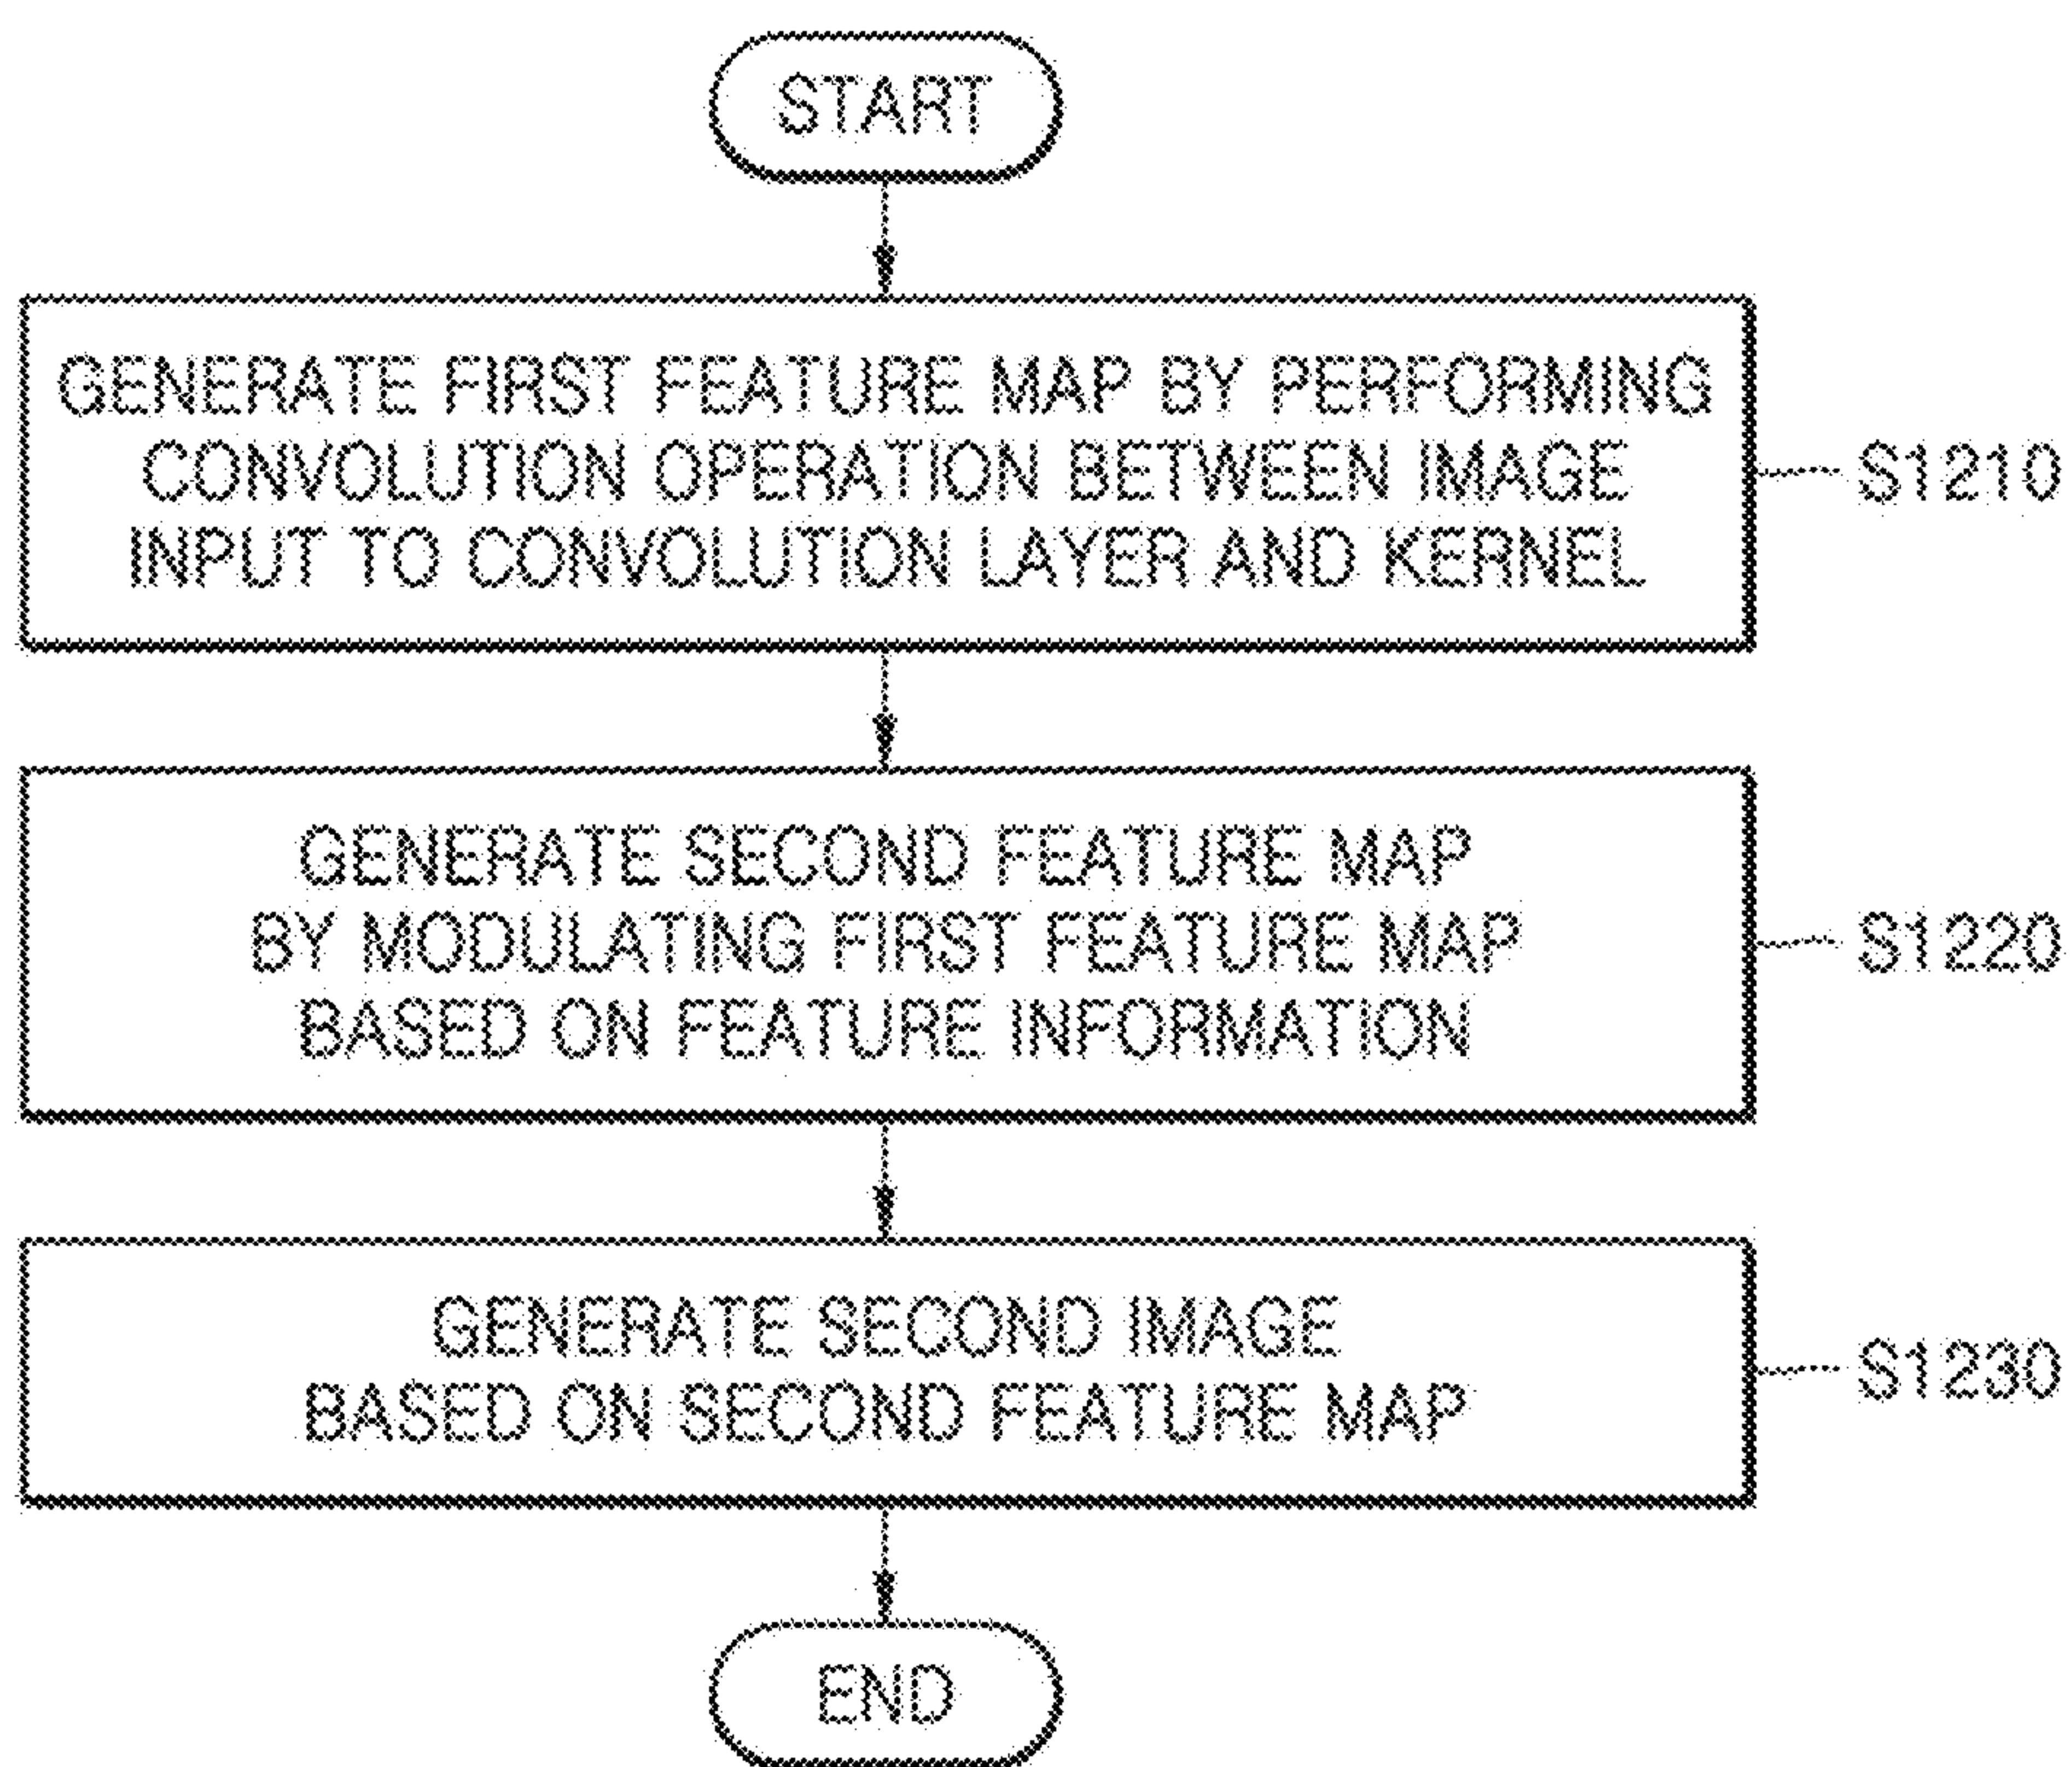 START
GENERATE FIRST FEATURE MAP BY PERFORMING
CONVOLUTION OPERATION BETWEEN IMAGE
INPUT TO CONVOLUTION LAYER AND KERNEL
S1210
GENERATE SECOND FEATURE MAP
BY MODULATING FIRST FEATURE MAP
BASED ON FEATURE INFORMATION
S1220
GENERATE SECOND IMAGE
BASED ON SECOND FEATURE MAP
S1230
END